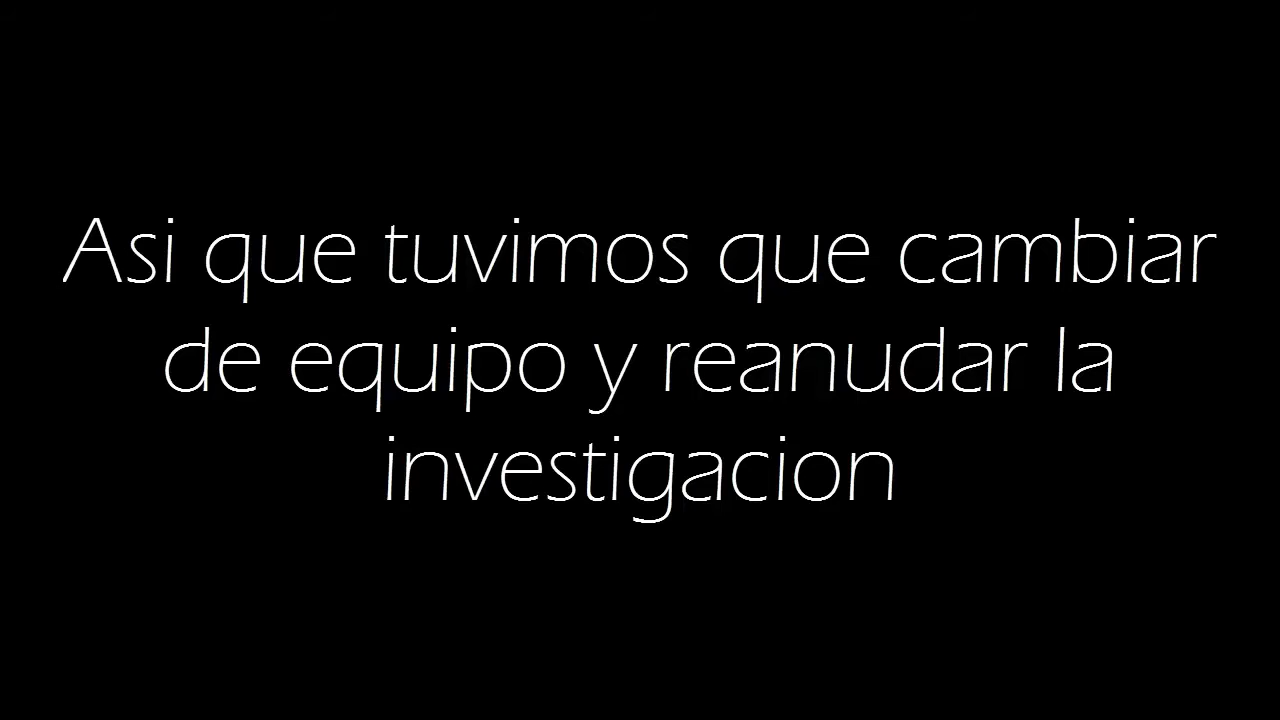 Asi que tuvimos que cambiar
de equipo y reanudar la
investigacion